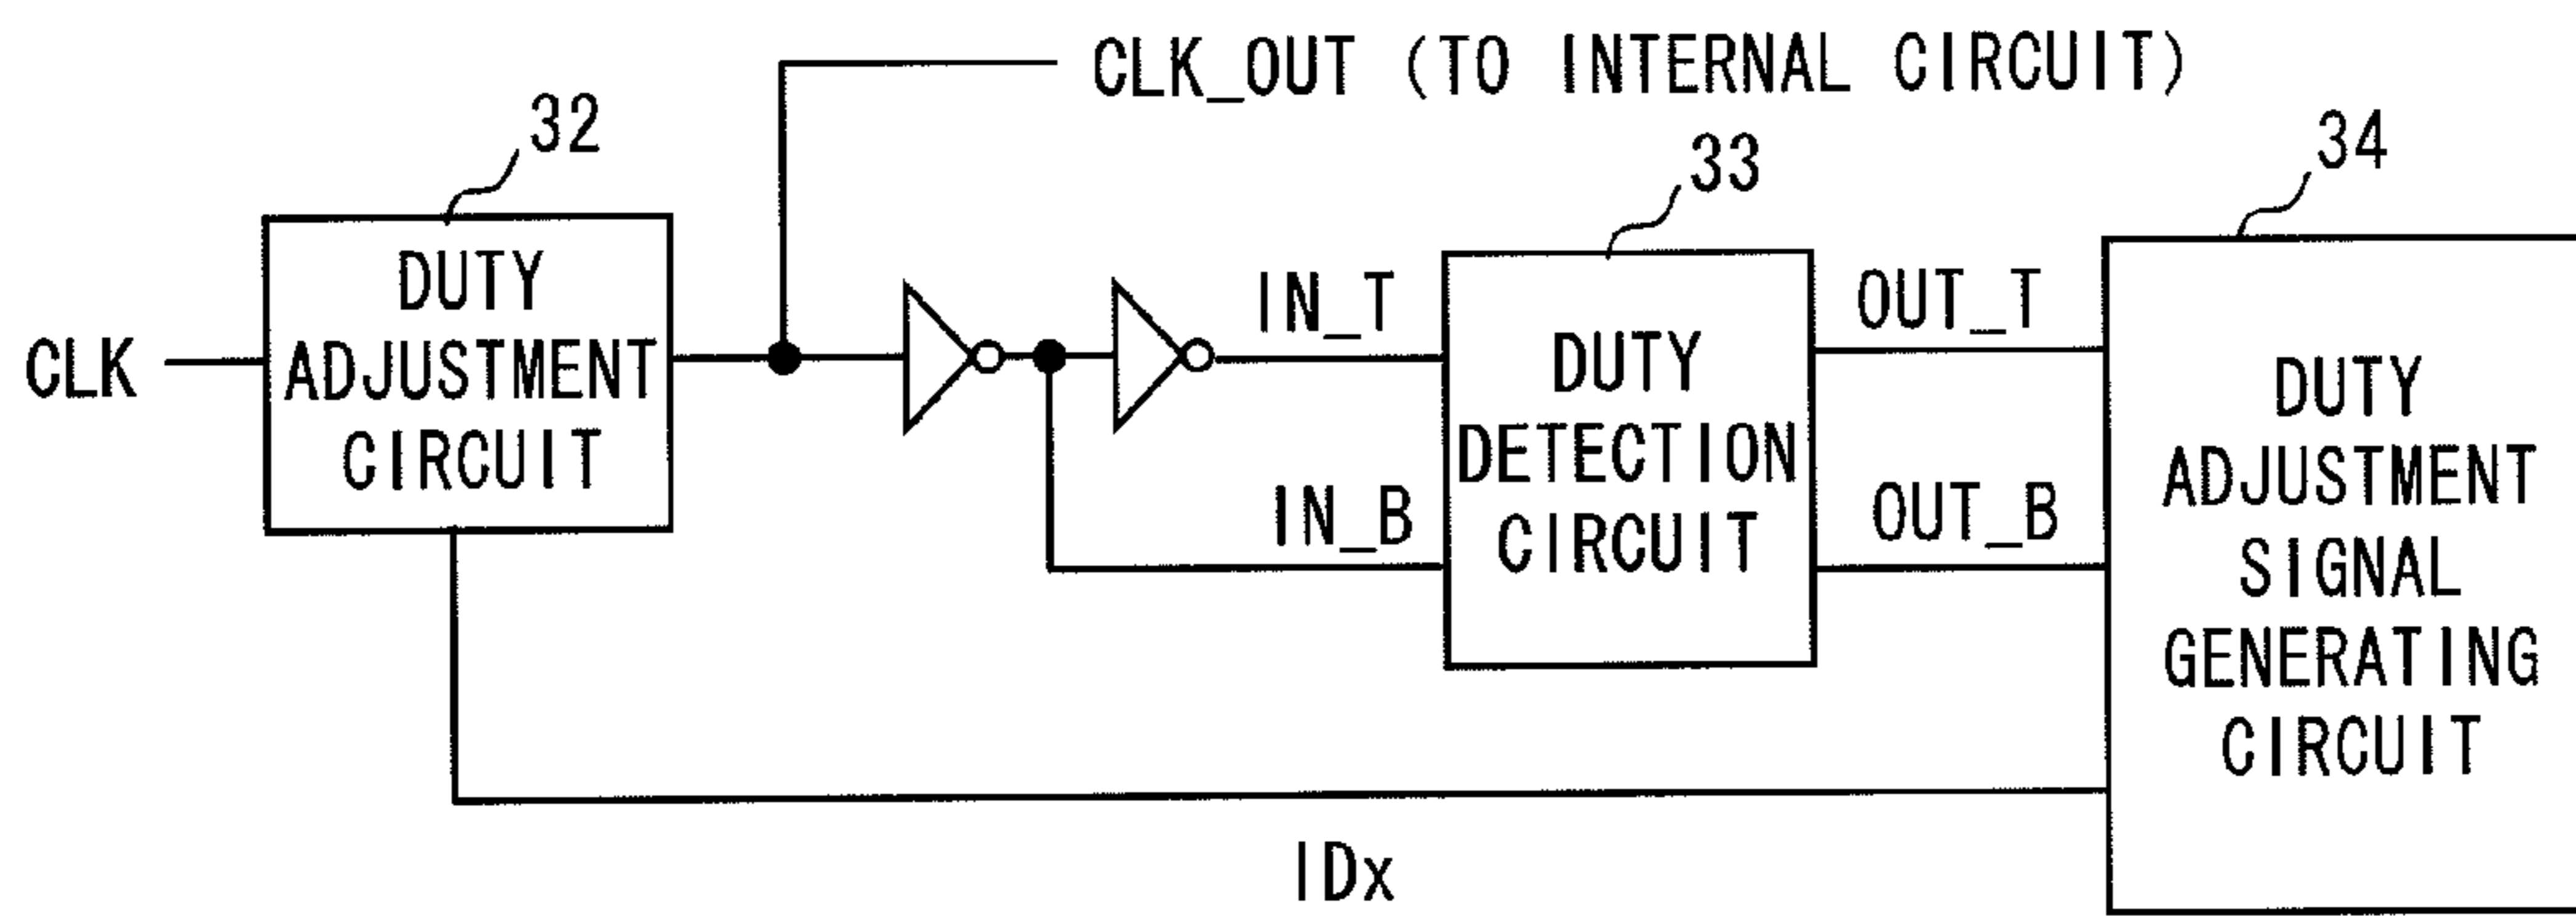 CLK_OUT (TO INTERNAL CIRCUIT)
32
33
34
CLK
DUTY
ADJUSTMENT
CIRCUIT
IN_T
IN_B
DUTY
DETECTION
CIRCUIT
OUT_T
OUT_B
DUTY
ADJUSTMENT
SIGNAL
GENERATING
CIRCUIT
IDx